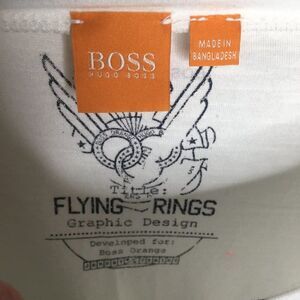 BOSS
HUGO BOSS
MADE IN
BANGLADESH
Title:
FLYING RINGS
Graphic Design
Developed for:
Boss Orange